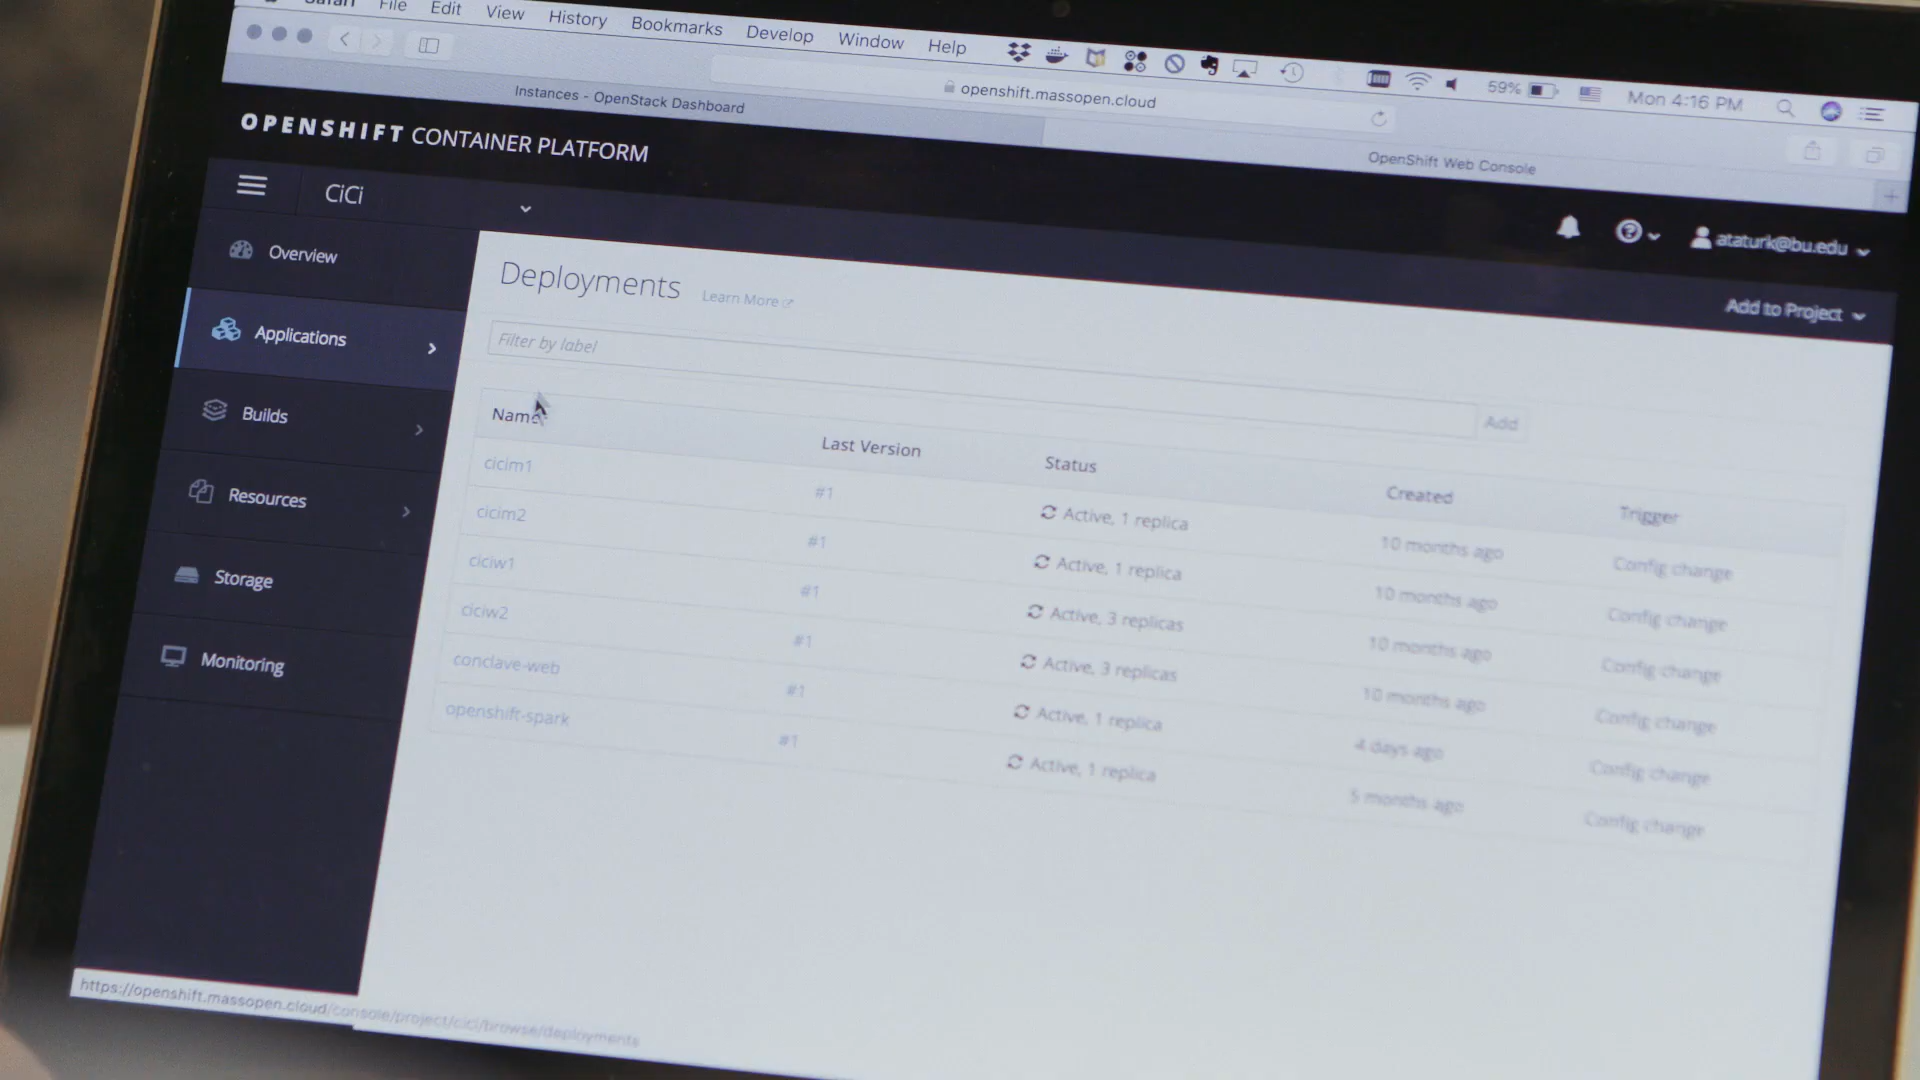 Safari File Edit View History Bookmarks Develop Window Help 59% Mon 4:16 PM
openshift.massopen.cloud
Instances - OpenStack Dashboard
OpenShift Web Console
OPENSHIFT CONTAINER PLATFORM
CiCi
ataturk@bu.edu
Add to Project
Overview
Applications
Builds
Resources
Storage
Monitoring
Deployments Learn More
Filter by label
Add
Name Last Version Status Created Trigger
cicim1 #1 Active, 1 replica 10 months ago Config change
cicim2 #1 Active, 1 replica 10 months ago Config change
ciciw1 #1 Active, 3 replicas 10 months ago Config change
ciciw2 #1 Active, 3 replicas 10 months ago Config change
conclave-web #1 Active, 1 replica 4 days ago Config change
openshift-spark #1 Active, 1 replica 5 months ago Config change
https://openshift.massopen.cloud/console/project/cici/browse/deployments